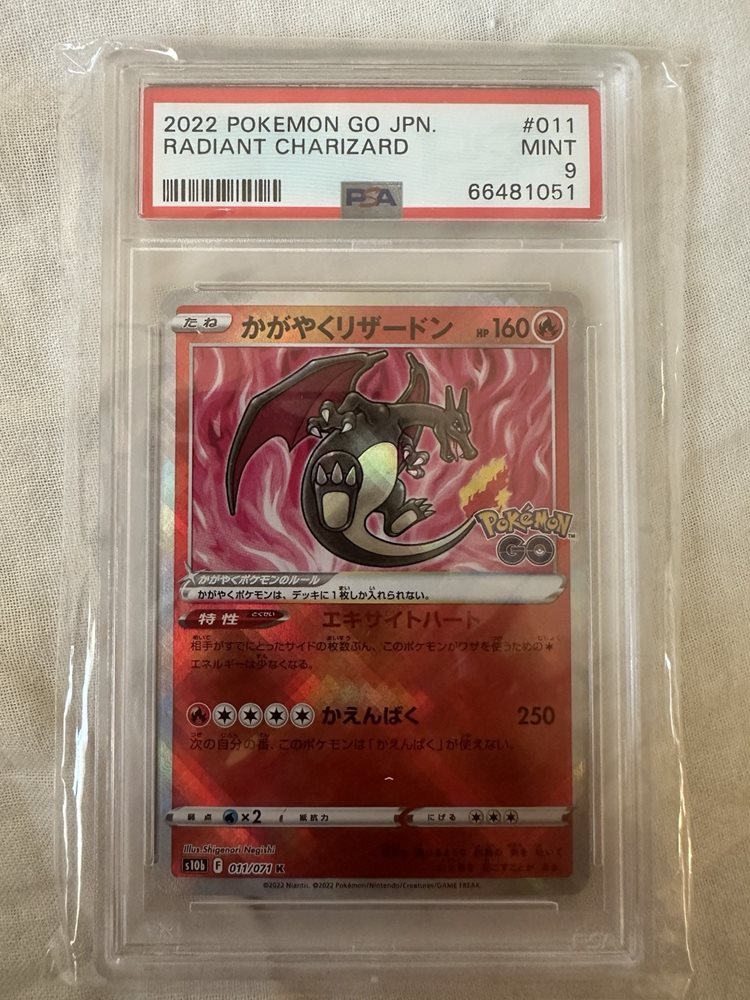 2022 POKEMON GO JPN. #011
RADIANT CHARIZARD MINT
9
66481051
PSA
たね かがやくリザードン HP 160
Pokémon
GO
かがやくポケモンのルール
かがやくポケモンは、デッキに1枚しか入れられない。
特性 エキサイトハート
相手がすでにとったサイドの枚数ぶん、このポケモンがワザを使うための
エネルギーは少なくなる。
かえんばく 250
次の自分の番、このポケモンは「かえんばく」が使えない。
弱点 ×2 抵抗力 にげる
Illus. Shigenori Negishi
s10b F 011/071 K
©2022 Niantic. ©2022 Pokémon/Nintendo/Creatures/GAME FREAK.